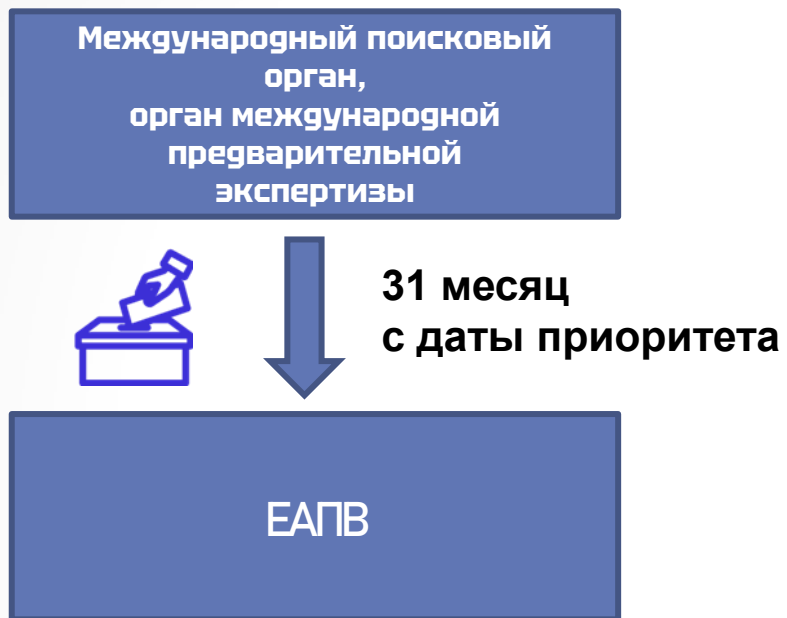 Международный поисковый
орган,
орган международной
предварительной
экспертизы
31 месяц
с даты приоритета
ЕАПВ